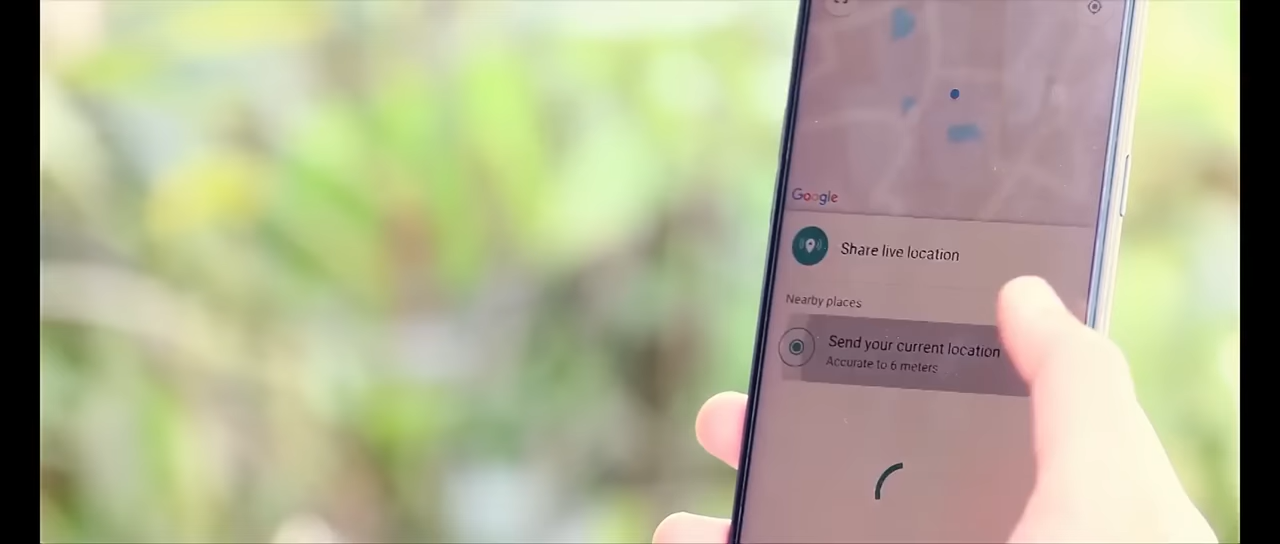 Google
Share live location
Nearby places
Send your current location
Accurate to 6 meters